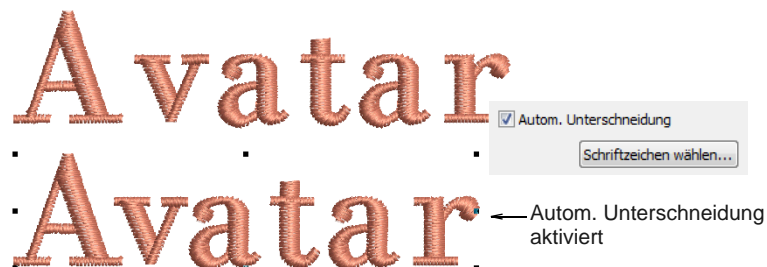 Avatar
Autom. Unterschneidung
Schriftzeichen wählen...
Avatar
Autom. Unterschneidung
aktiviert